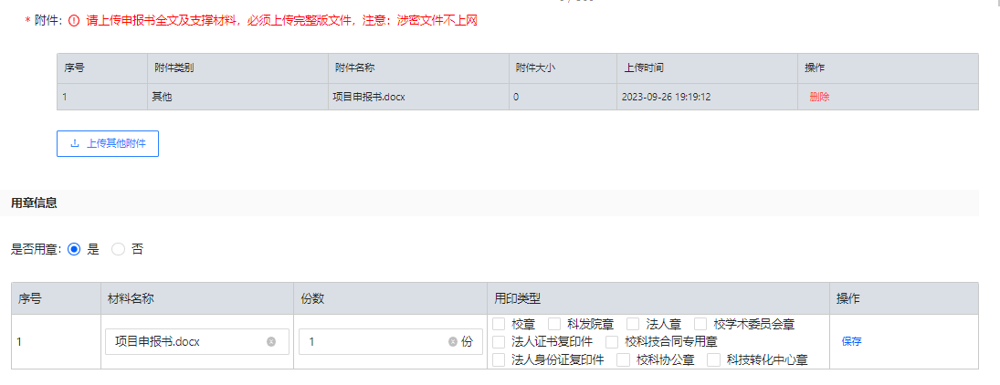 * 附件: 请上传申报书全文及支撑材料，必须上传完整版文件，注意：涉密文件不上网
序号 附件类别 附件名称 附件大小 上传时间 操作
1 其他 项目申报书.docx 0 2023-09-26 19:19:12 删除
上传其他附件
用章信息
是否用章: 是 否
序号 材料名称 份数 用印类型 操作
校章 科发院章 法人章 校学术委员会章
1 项目申报书.docx 1 份 法人证书复印件 校科技合同专用章 保存
法人身份证复印件 校科协公章 科技转化中心章